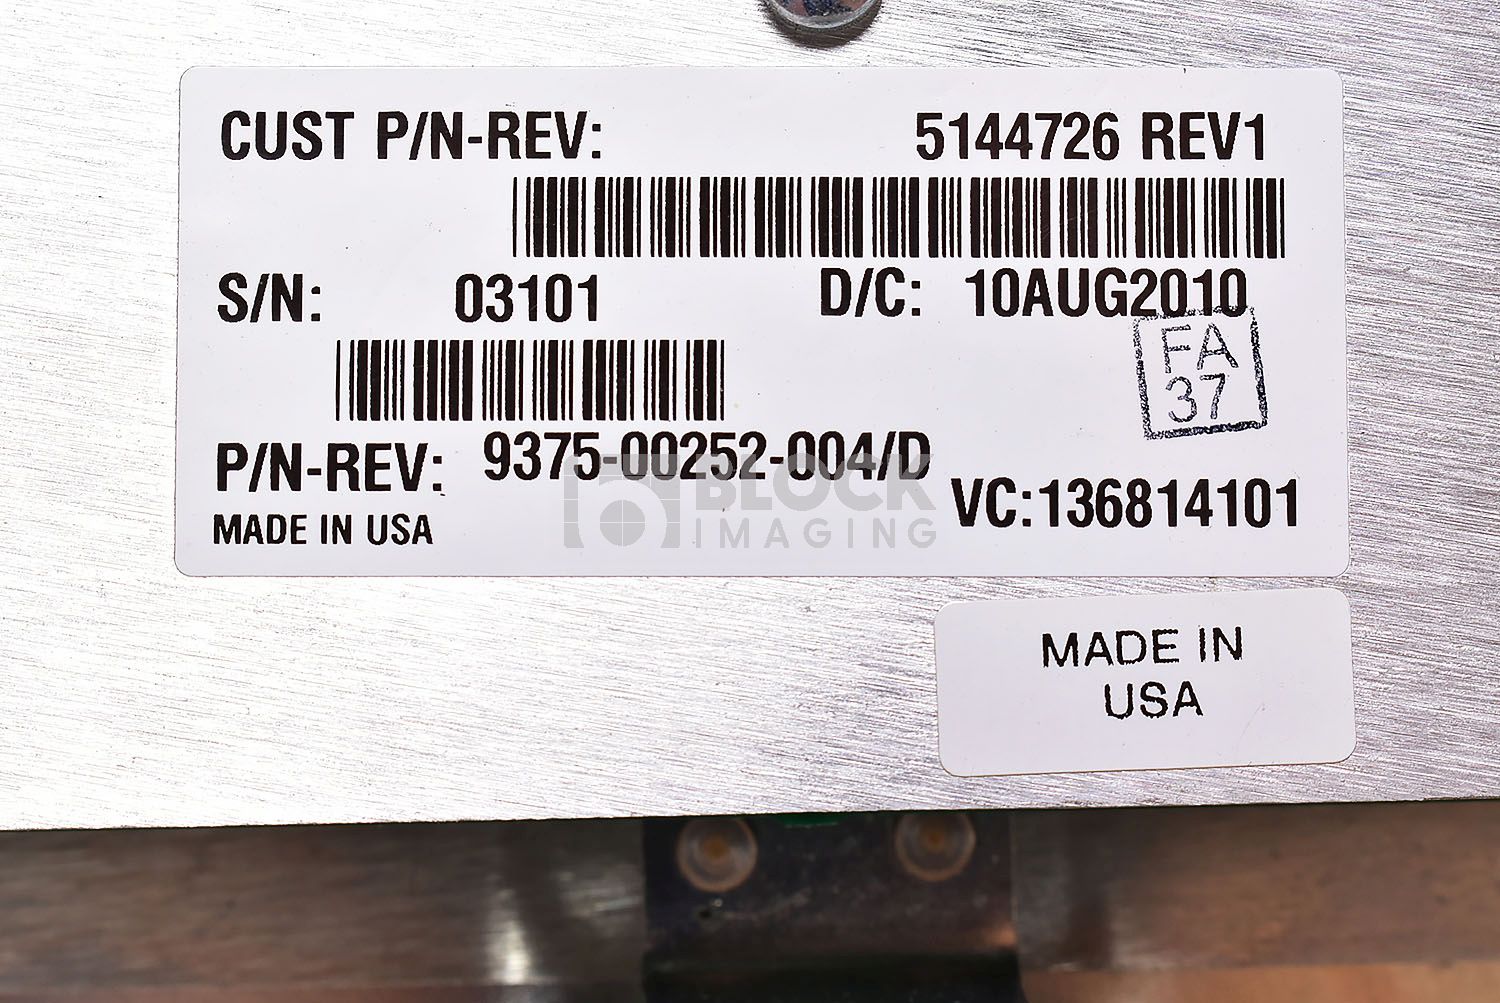 CUST P/N-REV: 5144726 REV1
S/N: 03101 D/C: 10AUG2010
FA
37
P/N-REV: 9375-00252-004/D
VC:136814101
MADE IN USA
BLOCK
IMAGING
MADE IN
USA